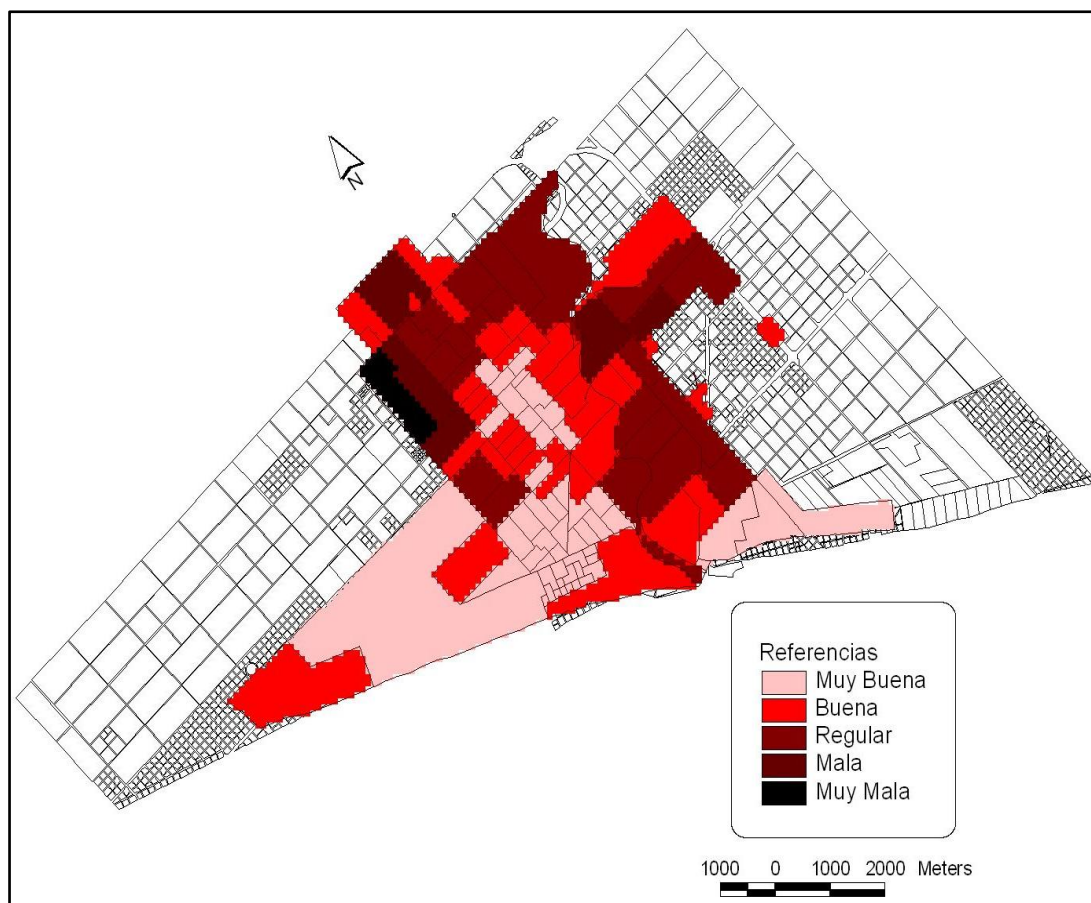 N
Referencias
Muy Buena
Buena
Regular
Mala
Muy Mala
1000 0 1000 2000 Meters